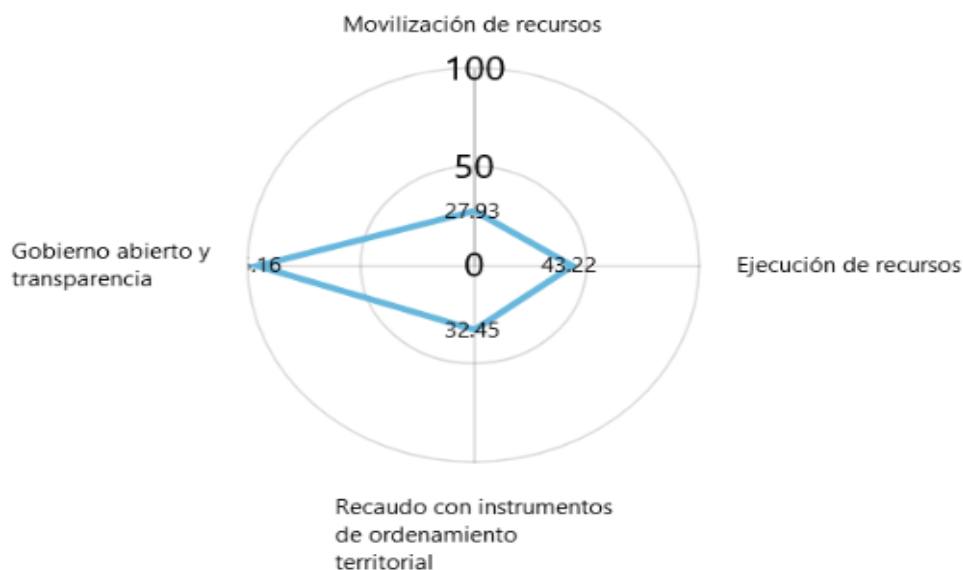 Movilización de recursos
100
50
27.93
Gobierno abierto y
transparencia
.16
0
43.22
Ejecución de recursos
32.45
Recaudo con instrumentos
de ordenamiento
territorial